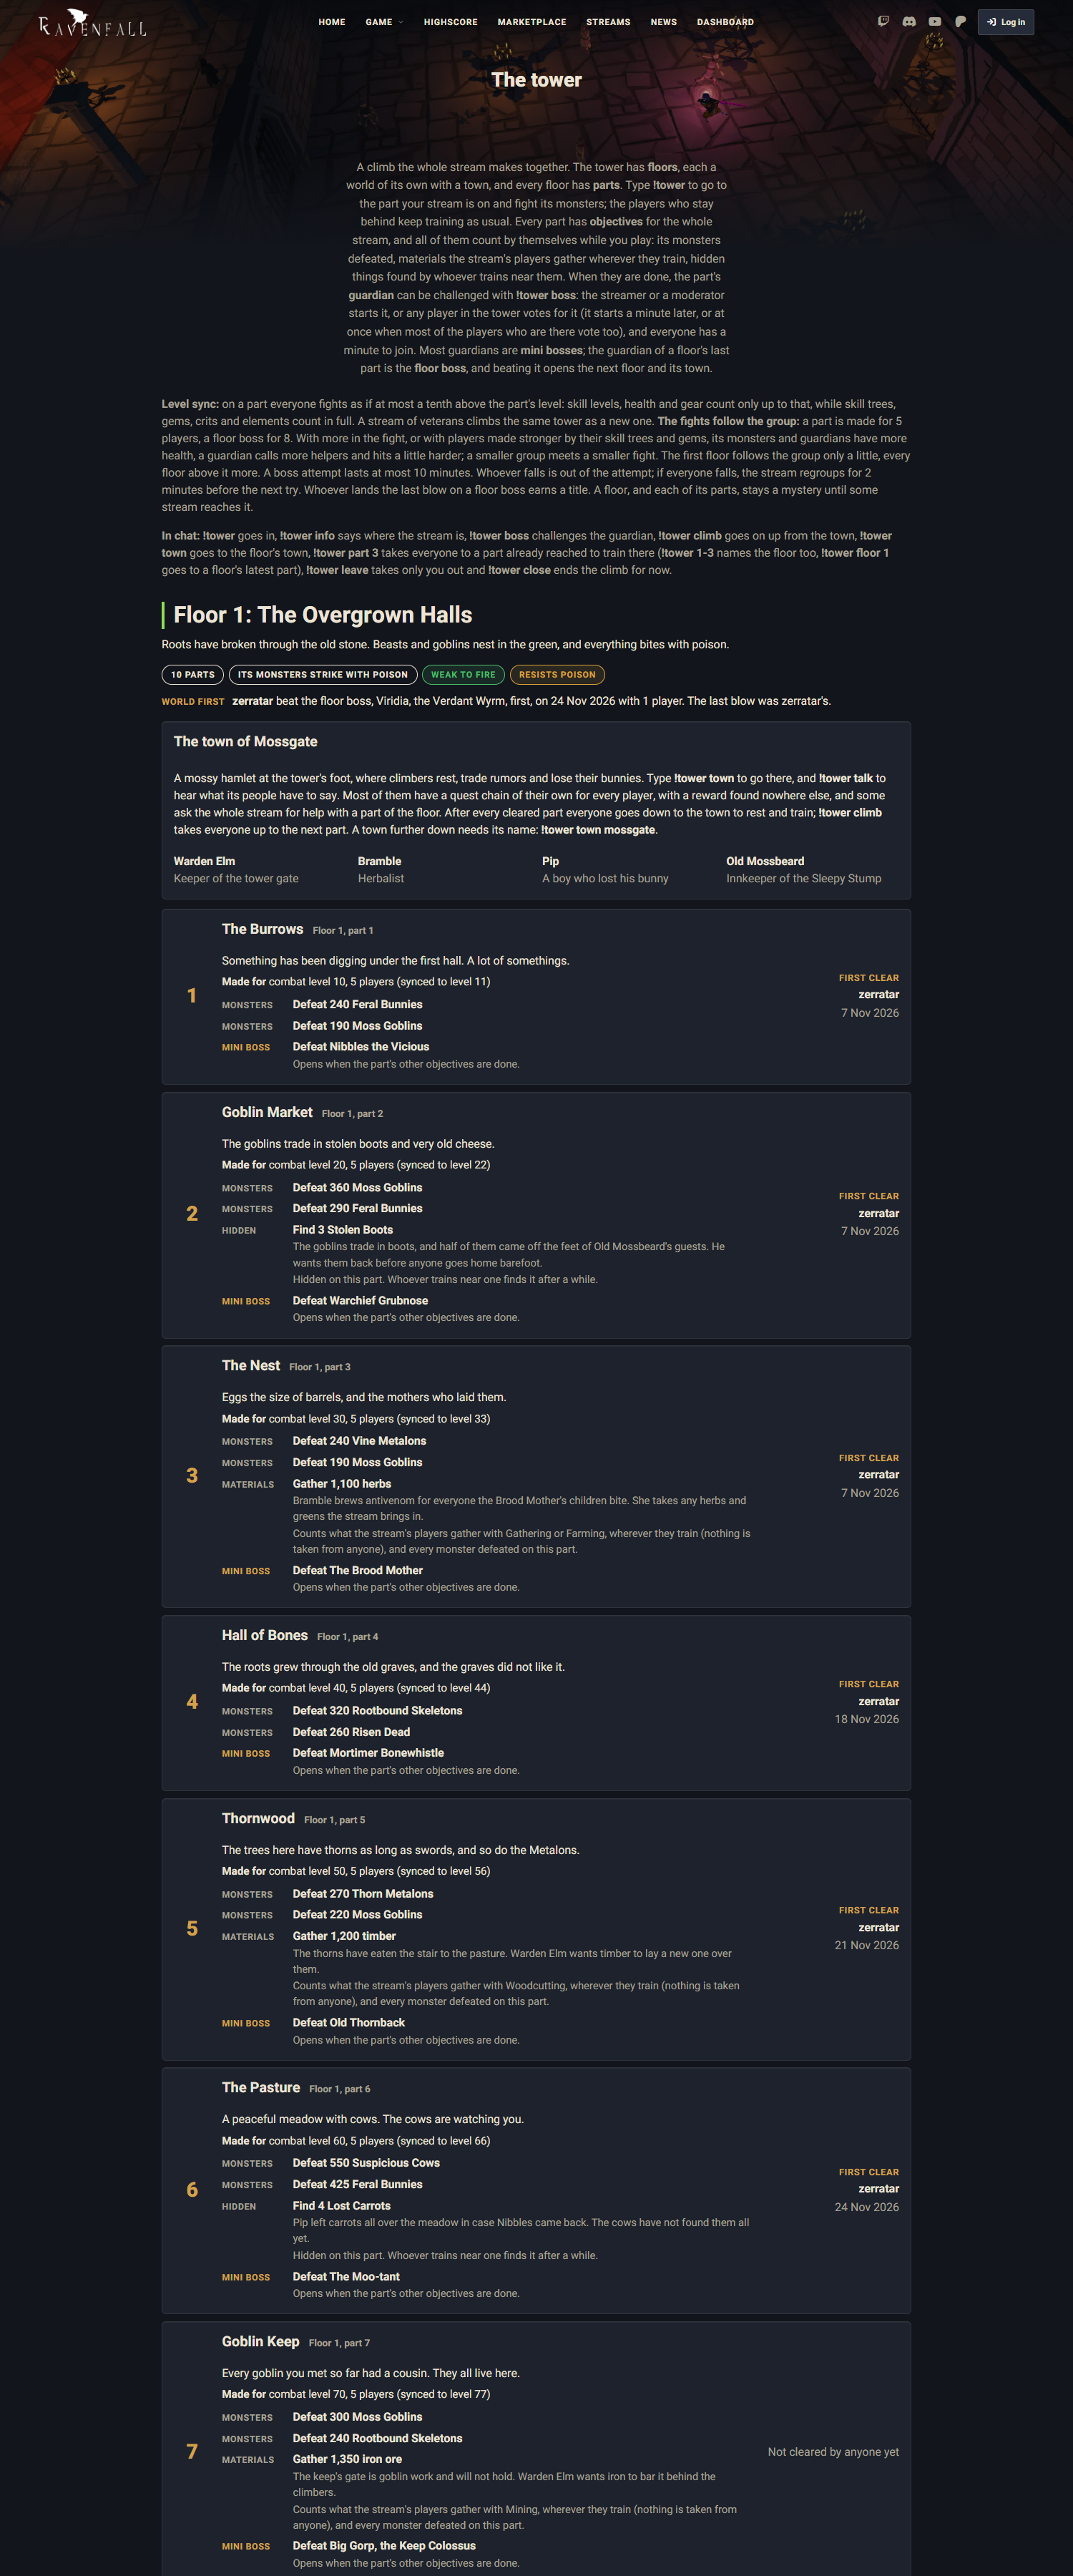 RAVENFALL
HOME
GAME
HIGHSCORE
MARKETPLACE
STREAMS
NEWS
DASHBOARD
Log in
The tower
A climb the whole stream makes together. The tower has floors, each a
world of its own with a town, and every floor has parts. Type !tower to go to
the part your stream is on and fight its monsters; the players who stay
behind keep training as usual. Every part has objectives for the whole
stream, and all of them count by themselves while you play: its monsters
defeated, materials the stream's players gather wherever they train, hidden
things found by whoever trains near them. When they are done, the part's
guardian can be challenged with !tower boss: the streamer or a moderator
starts it, or any player in the tower votes for it (it starts a minute later, or at
once when most of the players who are there vote too), and everyone has a
minute to join. Most guardians are mini bosses; the guardian of a floor's last
part is the floor boss, and beating it opens the next floor and its town.
Level sync: on a part everyone fights as if at most a tenth above the part's level: skill levels, health and gear count only up to that, while skill trees,
gems, crits and elements count in full. A stream of veterans climbs the same tower as a new one. The fights follow the group: a part is made for 5
players, a floor boss for 8. With more in the fight, or with players made stronger by their skill trees and gems, its monsters and guardians have more
health, a guardian calls more helpers and hits a little harder; a smaller group meets a smaller fight. The first floor follows the group only a little, every
floor above it more. A boss attempt lasts at most 10 minutes. Whoever falls is out of the attempt; if everyone falls, the stream regroups for 2
minutes before the next try. Whoever lands the last blow on a floor boss earns a title. A floor, and each of its parts, stays a mystery until some
stream reaches it.
In chat: !tower goes in, !tower info says where the stream is, !tower boss challenges the guardian, !tower climb goes on up from the town, !tower
town goes to the floor's town, !tower part 3 takes everyone to a part already reached to train there (!tower 1-3 names the floor too, !tower floor 1
goes to a floor's latest part), !tower leave takes only you out and !tower close ends the climb for now.
Floor 1: The Overgrown Halls
Roots have broken through the old stone. Beasts and goblins nest in the green, and everything bites with poison.
10 PARTS
ITS MONSTERS STRIKE WITH POISON
WEAK TO FIRE
RESISTS POISON
WORLD FIRST zerratar beat the floor boss, Viridia, the Verdant Wyrm, first, on 24 Nov 2026 with 1 player. The last blow was zerratar's.
The town of Mossgate
A mossy hamlet at the tower's foot, where climbers rest, trade rumors and lose their bunnies. Type !tower town to go there, and !tower talk to
hear what its people have to say. Most of them have a quest chain of their own for every player, with a reward found nowhere else, and some
ask the whole stream for help with a part of the floor. After every cleared part everyone goes down to the town to rest and train; !tower climb
takes everyone up to the next part. A town further down needs its name: !tower town mossgate.
Warden Elm
Keeper of the tower gate
Bramble
Herbalist
Pip
A boy who lost his bunny
Old Mossbeard
Innkeeper of the Sleepy Stump
1
The Burrows Floor 1, part 1
Something has been digging under the first hall. A lot of somethings.
Made for combat level 10, 5 players (synced to level 11)
MONSTERS Defeat 240 Feral Bunnies
MONSTERS Defeat 190 Moss Goblins
MINI BOSS Defeat Nibbles the Vicious
Opens when the part's other objectives are done.
FIRST CLEAR
zerratar
7 Nov 2026
2
Goblin Market Floor 1, part 2
The goblins trade in stolen boots and very old cheese.
Made for combat level 20, 5 players (synced to level 22)
MONSTERS Defeat 360 Moss Goblins
MONSTERS Defeat 290 Feral Bunnies
HIDDEN Find 3 Stolen Boots
The goblins trade in boots, and half of them came off the feet of Old Mossbeard's guests. He
wants them back before anyone goes home barefoot.
Hidden on this part. Whoever trains near one finds it after a while.
MINI BOSS Defeat Warchief Grubnose
Opens when the part's other objectives are done.
FIRST CLEAR
zerratar
7 Nov 2026
3
The Nest Floor 1, part 3
Eggs the size of barrels, and the mothers who laid them.
Made for combat level 30, 5 players (synced to level 33)
MONSTERS Defeat 240 Vine Metalons
MONSTERS Defeat 190 Moss Goblins
MATERIALS Gather 1,100 herbs
Bramble brews antivenom for everyone the Brood Mother's children bite. She takes any herbs and
greens the stream brings in.
Counts what the stream's players gather with Gathering or Farming, wherever they train (nothing is
taken from anyone), and every monster defeated on this part.
MINI BOSS Defeat The Brood Mother
Opens when the part's other objectives are done.
FIRST CLEAR
zerratar
7 Nov 2026
4
Hall of Bones Floor 1, part 4
The roots grew through the old graves, and the graves did not like it.
Made for combat level 40, 5 players (synced to level 44)
MONSTERS Defeat 320 Rootbound Skeletons
MONSTERS Defeat 260 Risen Dead
MINI BOSS Defeat Mortimer Bonewhistle
Opens when the part's other objectives are done.
FIRST CLEAR
zerratar
18 Nov 2026
5
Thornwood Floor 1, part 5
The trees here have thorns as long as swords, and so do the Metalons.
Made for combat level 50, 5 players (synced to level 56)
MONSTERS Defeat 270 Thorn Metalons
MONSTERS Defeat 220 Moss Goblins
MATERIALS Gather 1,200 timber
The thorns have eaten the stair to the pasture. Warden Elm wants timber to lay a new one over
them.
Counts what the stream's players gather with Woodcutting, wherever they train (nothing is taken
from anyone), and every monster defeated on this part.
MINI BOSS Defeat Old Thornback
Opens when the part's other objectives are done.
FIRST CLEAR
zerratar
21 Nov 2026
6
The Pasture Floor 1, part 6
A peaceful meadow with cows. The cows are watching you.
Made for combat level 60, 5 players (synced to level 66)
MONSTERS Defeat 550 Suspicious Cows
MONSTERS Defeat 425 Feral Bunnies
HIDDEN Find 4 Lost Carrots
Pip left carrots all over the meadow in case Nibbles came back. The cows have not found them all
yet.
Hidden on this part. Whoever trains near one finds it after a while.
MINI BOSS Defeat The Moo-tant
Opens when the part's other objectives are done.
FIRST CLEAR
zerratar
24 Nov 2026
7
Goblin Keep Floor 1, part 7
Every goblin you met so far had a cousin. They all live here.
Made for combat level 70, 5 players (synced to level 77)
MONSTERS Defeat 300 Moss Goblins
MONSTERS Defeat 240 Rootbound Skeletons
MATERIALS Gather 1,350 iron ore
The keep's gate is goblin work and will not hold. Warden Elm wants iron to bar it behind the
climbers.
Counts what the stream's players gather with Mining, wherever they train (nothing is taken from
anyone), and every monster defeated on this part.
MINI BOSS Defeat Big Gorp, the Keep Colossus
Opens when the part's other objectives are done.
Not cleared by anyone yet